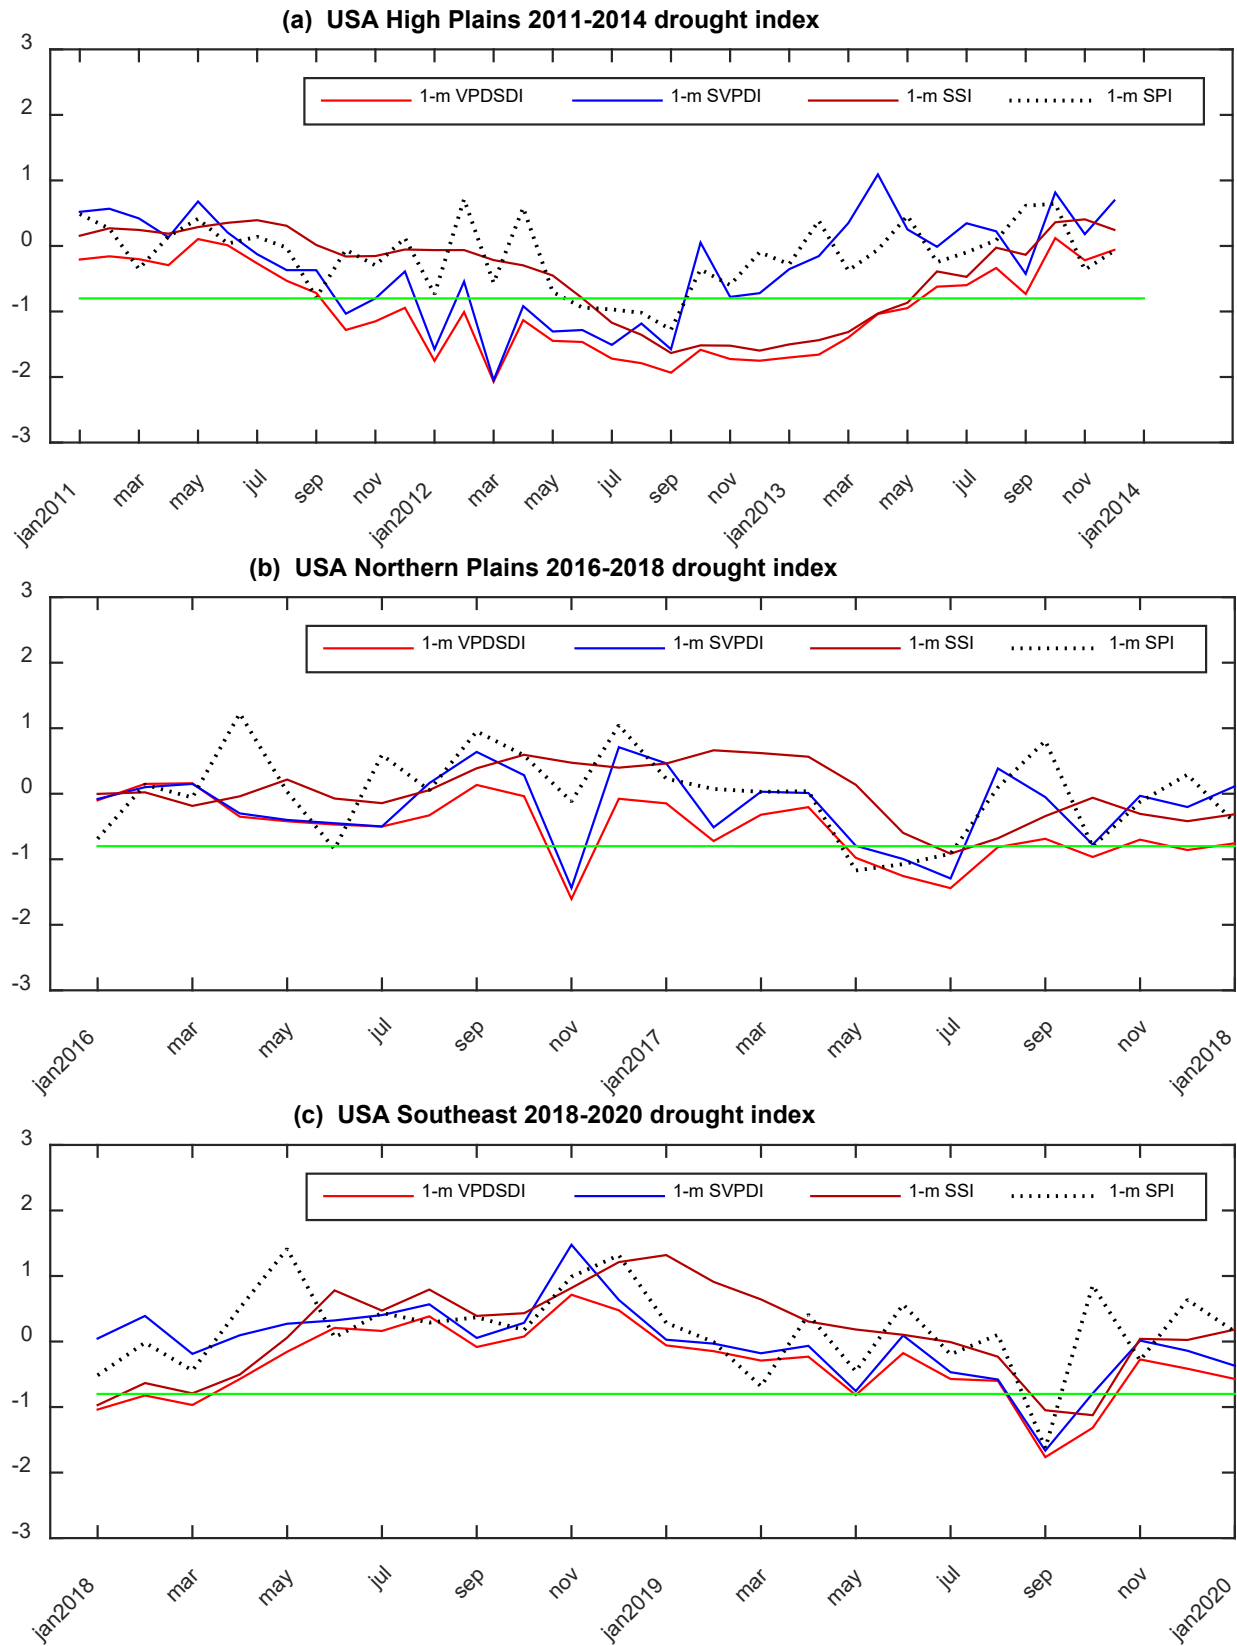 (a)  USA High Plains 2011-2014 drought index
3
1-m VPDSDI 1-m SVPDI 1-m SSI 1-m SPI
2
1
0
-1
-2
-3
jan2011 mar may jul sep nov jan2012 mar may jul sep nov jan2013 mar may jul sep nov jan2014
(b)  USA Northern Plains 2016-2018 drought index
3
1-m VPDSDI 1-m SVPDI 1-m SSI 1-m SPI
2
1
0
-1
-2
-3
jan2016 mar may jul sep nov jan2017 mar may jul sep nov jan2018
(c)  USA Southeast 2018-2020 drought index
3
1-m VPDSDI 1-m SVPDI 1-m SSI 1-m SPI
2
1
0
-1
-2
-3
jan2018 mar may jul sep nov jan2019 mar may jul sep nov jan2020